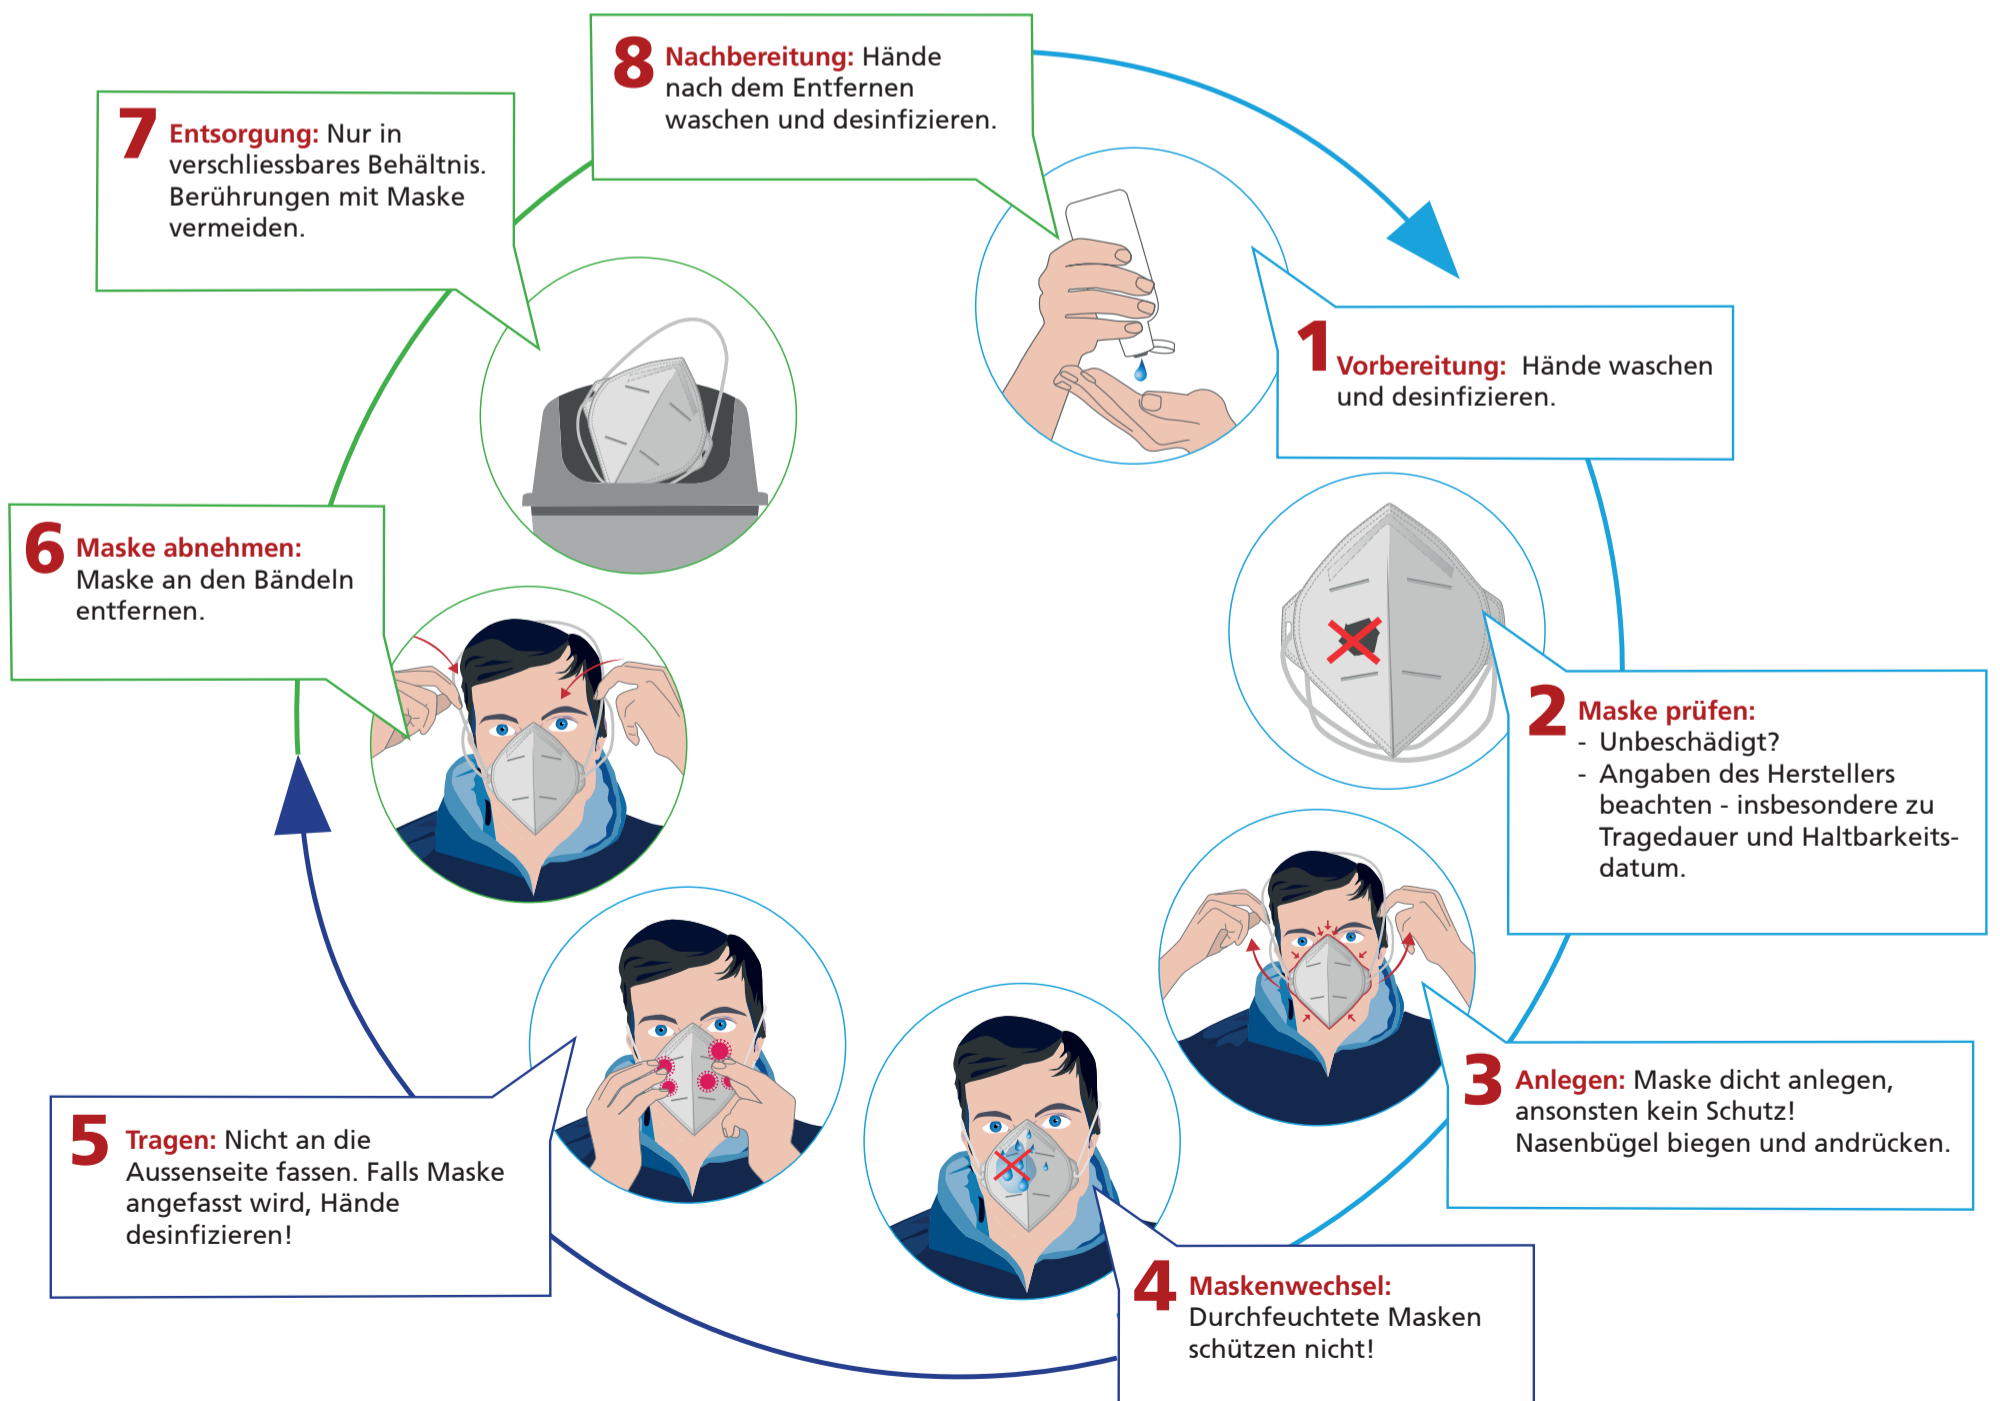 1
Vorbereitung: Hände waschen
und desinfizieren.
2
Maske prüfen:
- Unbeschädigt?
- Angaben des Herstellers
beachten - insbesondere zu
Tragedauer und Haltbarkeits-
datum.
3
Anlegen: Maske dicht anlegen,
ansonsten kein Schutz!
Nasenbügel biegen und andrücken.
4
Maskenwechsel:
Durchfeuchtete Masken
schützen nicht!
5
Tragen: Nicht an die
Aussenseite fassen. Falls Maske
angefasst wird, Hände
desinfizieren!
6
Maske abnehmen:
Maske an den Bändeln
entfernen.
7
Entsorgung: Nur in
verschliessbares Behältnis.
Berührungen mit Maske
vermeiden.
8
Nachbereitung: Hände
nach dem Entfernen
waschen und desinfizieren.